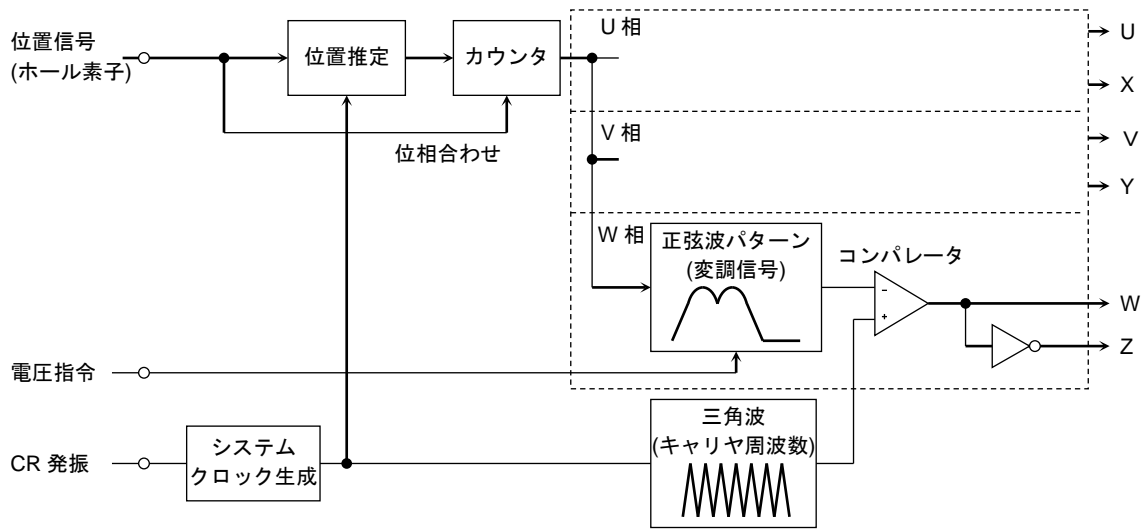 位置信号
(ホール素子)
位置推定
カウンタ
位相合わせ
U 相
U
X
V 相
V
Y
W 相
正弦波パターン
(変調信号)
コンパレータ
-
+
W
Z
電圧指令
CR 発振
システム
クロック生成
三角波
(キャリヤ周波数)